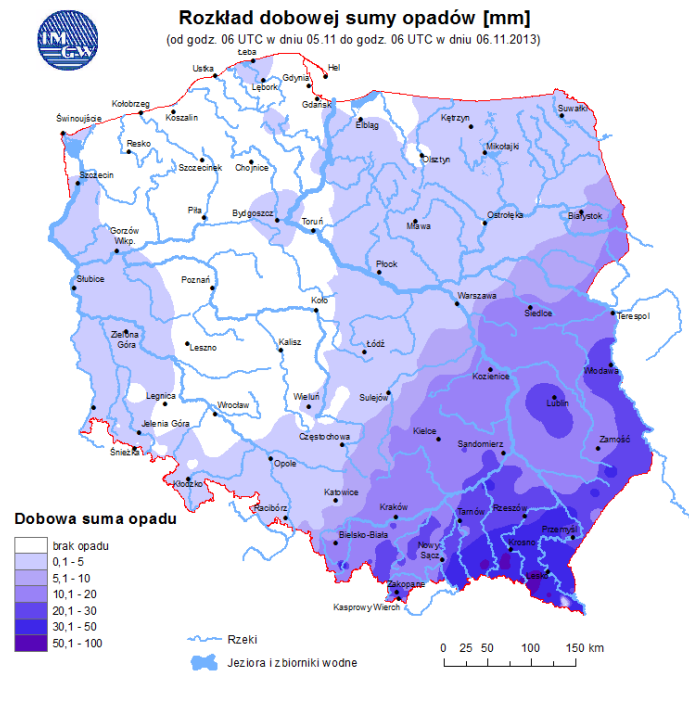 Rozkład dobowej sumy opadów [mm]
(od godz. 06 UTC w dniu 05.11 do godz. 06 UTC w dniu 06.11.2013)
IM
GW
Łeba
Ustka
Hel
Gdynia
Lębork
Gdańsk
Kołobrzeg
Koszalin
Świnoujście
Elbląg
Kętrzyn
Suwałki
Resko
Szczecinek
Chojnice
Olsztyn
Mikołajki
Szczecin
Piła
Bydgoszcz
Toruń
Mława
Ostrołęka
Białystok
Gorzów
Wlkp.
Płock
Słubice
Poznań
Koło
Warszawa
Siedlce
Terespol
Zielona
Góra
Leszno
Kalisz
Łódź
Kozienice
Włodawa
Legnica
Wrocław
Wieluń
Sulejów
Lublin
Jelenia Góra
Śnieżka
Częstochowa
Kielce
Sandomierz
Zamość
Opole
Kłodzko
Katowice
Racibórz
Kraków
Tarnów
Rzeszów
Przemyśl
Bielsko-Biała
Nowy
Sącz
Krosno
Lesko
Zakopane
Kasprowy Wierch
Dobowa suma opadu
brak opadu
0,1 - 5
5,1 - 10
10,1 - 20
20,1 - 30
30,1 - 50
50,1 - 100
Rzeki
Jeziora i zbiorniki wodne
0 25 50 100 150 km